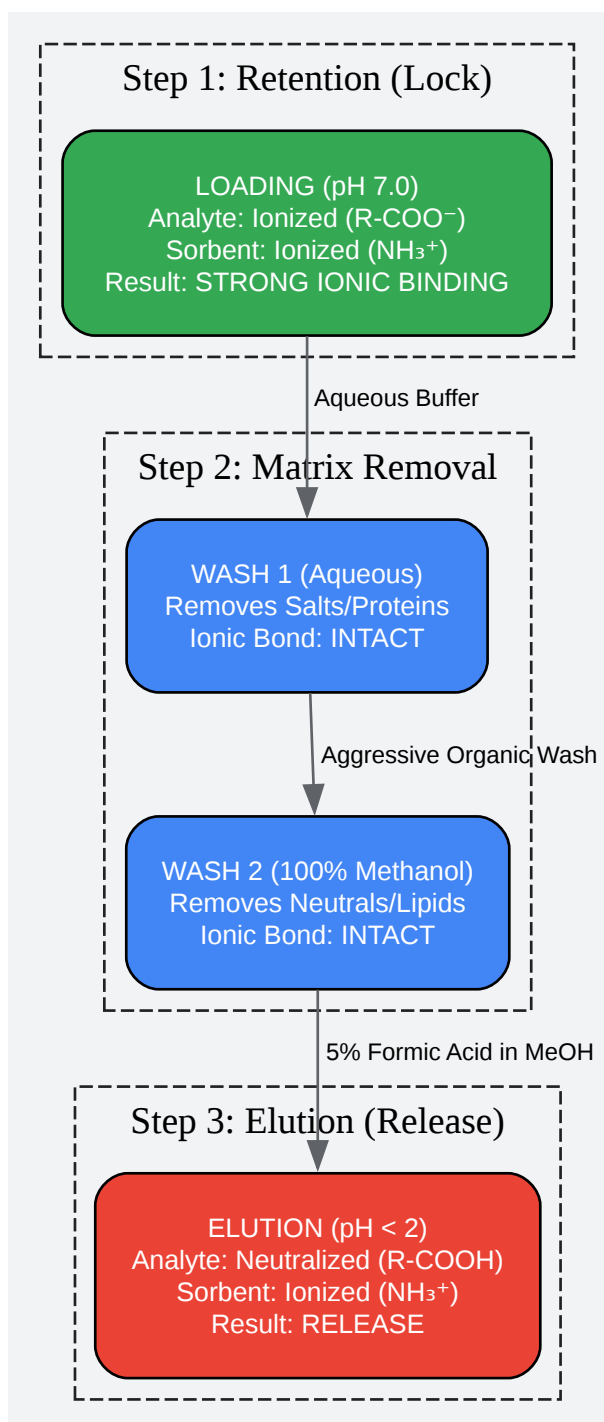 Step 1: Retention (Lock)
LOADING (pH 7.0)
Analyte: Ionized (R-COO⁻)
Sorbent: Ionized (NH₃⁺)
Result: STRONG IONIC BINDING
Aqueous Buffer
Step 2: Matrix Removal
WASH 1 (Aqueous)
Removes Salts/Proteins
Ionic Bond: INTACT
Aggressive Organic Wash
WASH 2 (100% Methanol)
Removes Neutrals/Lipids
Ionic Bond: INTACT
5% Formic Acid in MeOH
Step 3: Elution (Release)
ELUTION (pH < 2)
Analyte: Neutralized (R-COOH)
Sorbent: Ionized (NH₃⁺)
Result: RELEASE